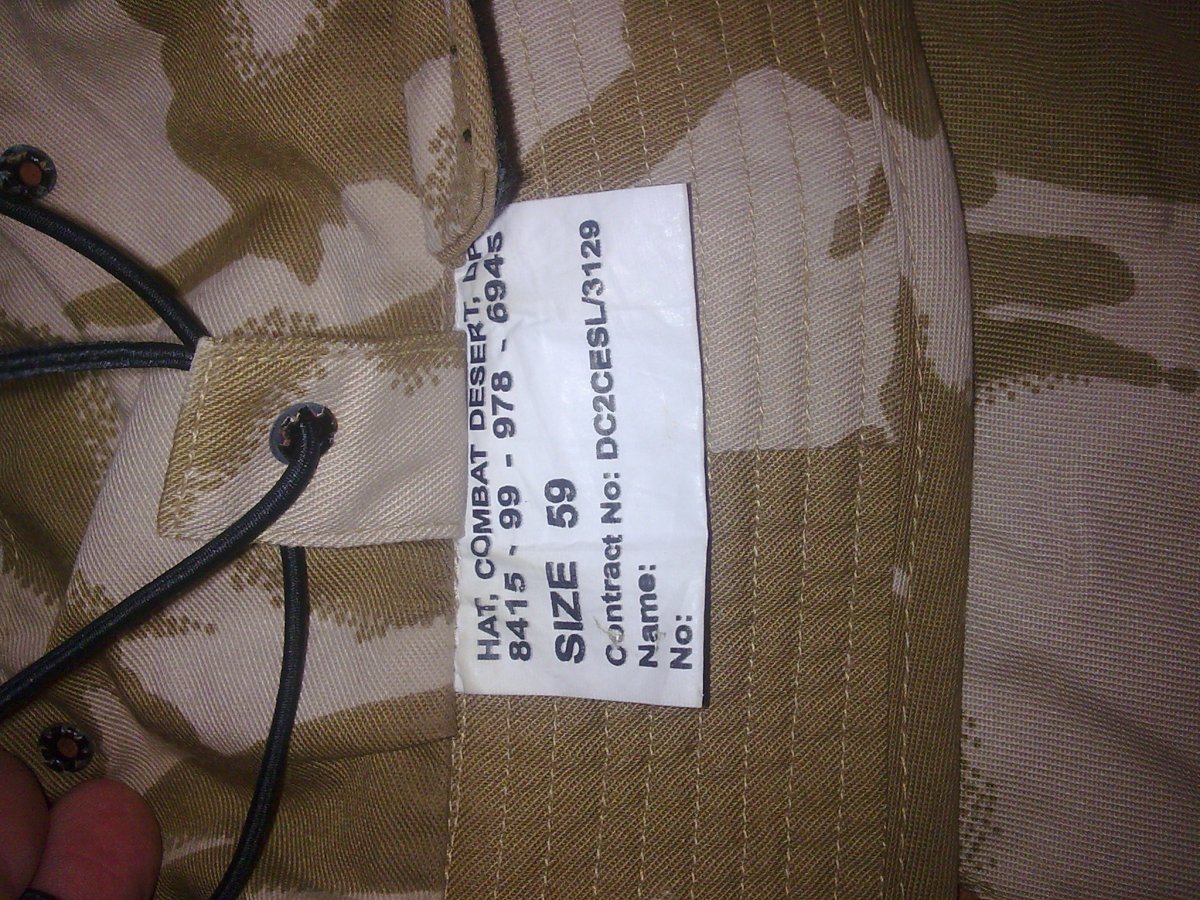 HAT, COMBAT DESERT, DP
8415 - 99 - 978 - 6945
SIZE 59
Contract No: DC2CESL/3129
Name:
No: